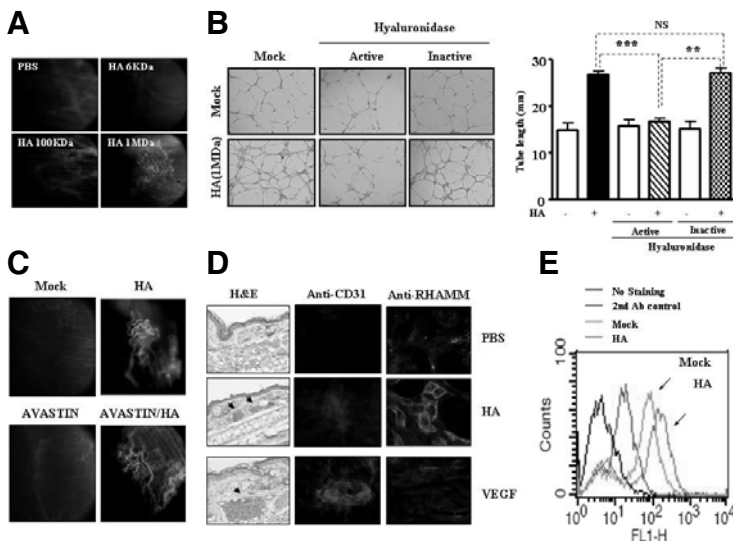 A
PBS
HA 6KDa
HA 100KDa
HA 1MDa
B
Hyaluronidase
Mock
Active
Inactive
Mock
HA(1MDa)
NS
***
**
Tube length (mm)
30
20
10
0
HA
- + - + - +
Active
Inactive
Hyaluronidase
C
Mock
HA
AVASTIN
AVASTIN/HA
D
H&E
Anti-CD31
Anti-RHAMM
PBS
HA
VEGF
E
No Staining
2nd Ab control
Mock
HA
Mock
HA
100
Counts
0
10^0 10^1 10^2 10^3 10^4
FL1-H